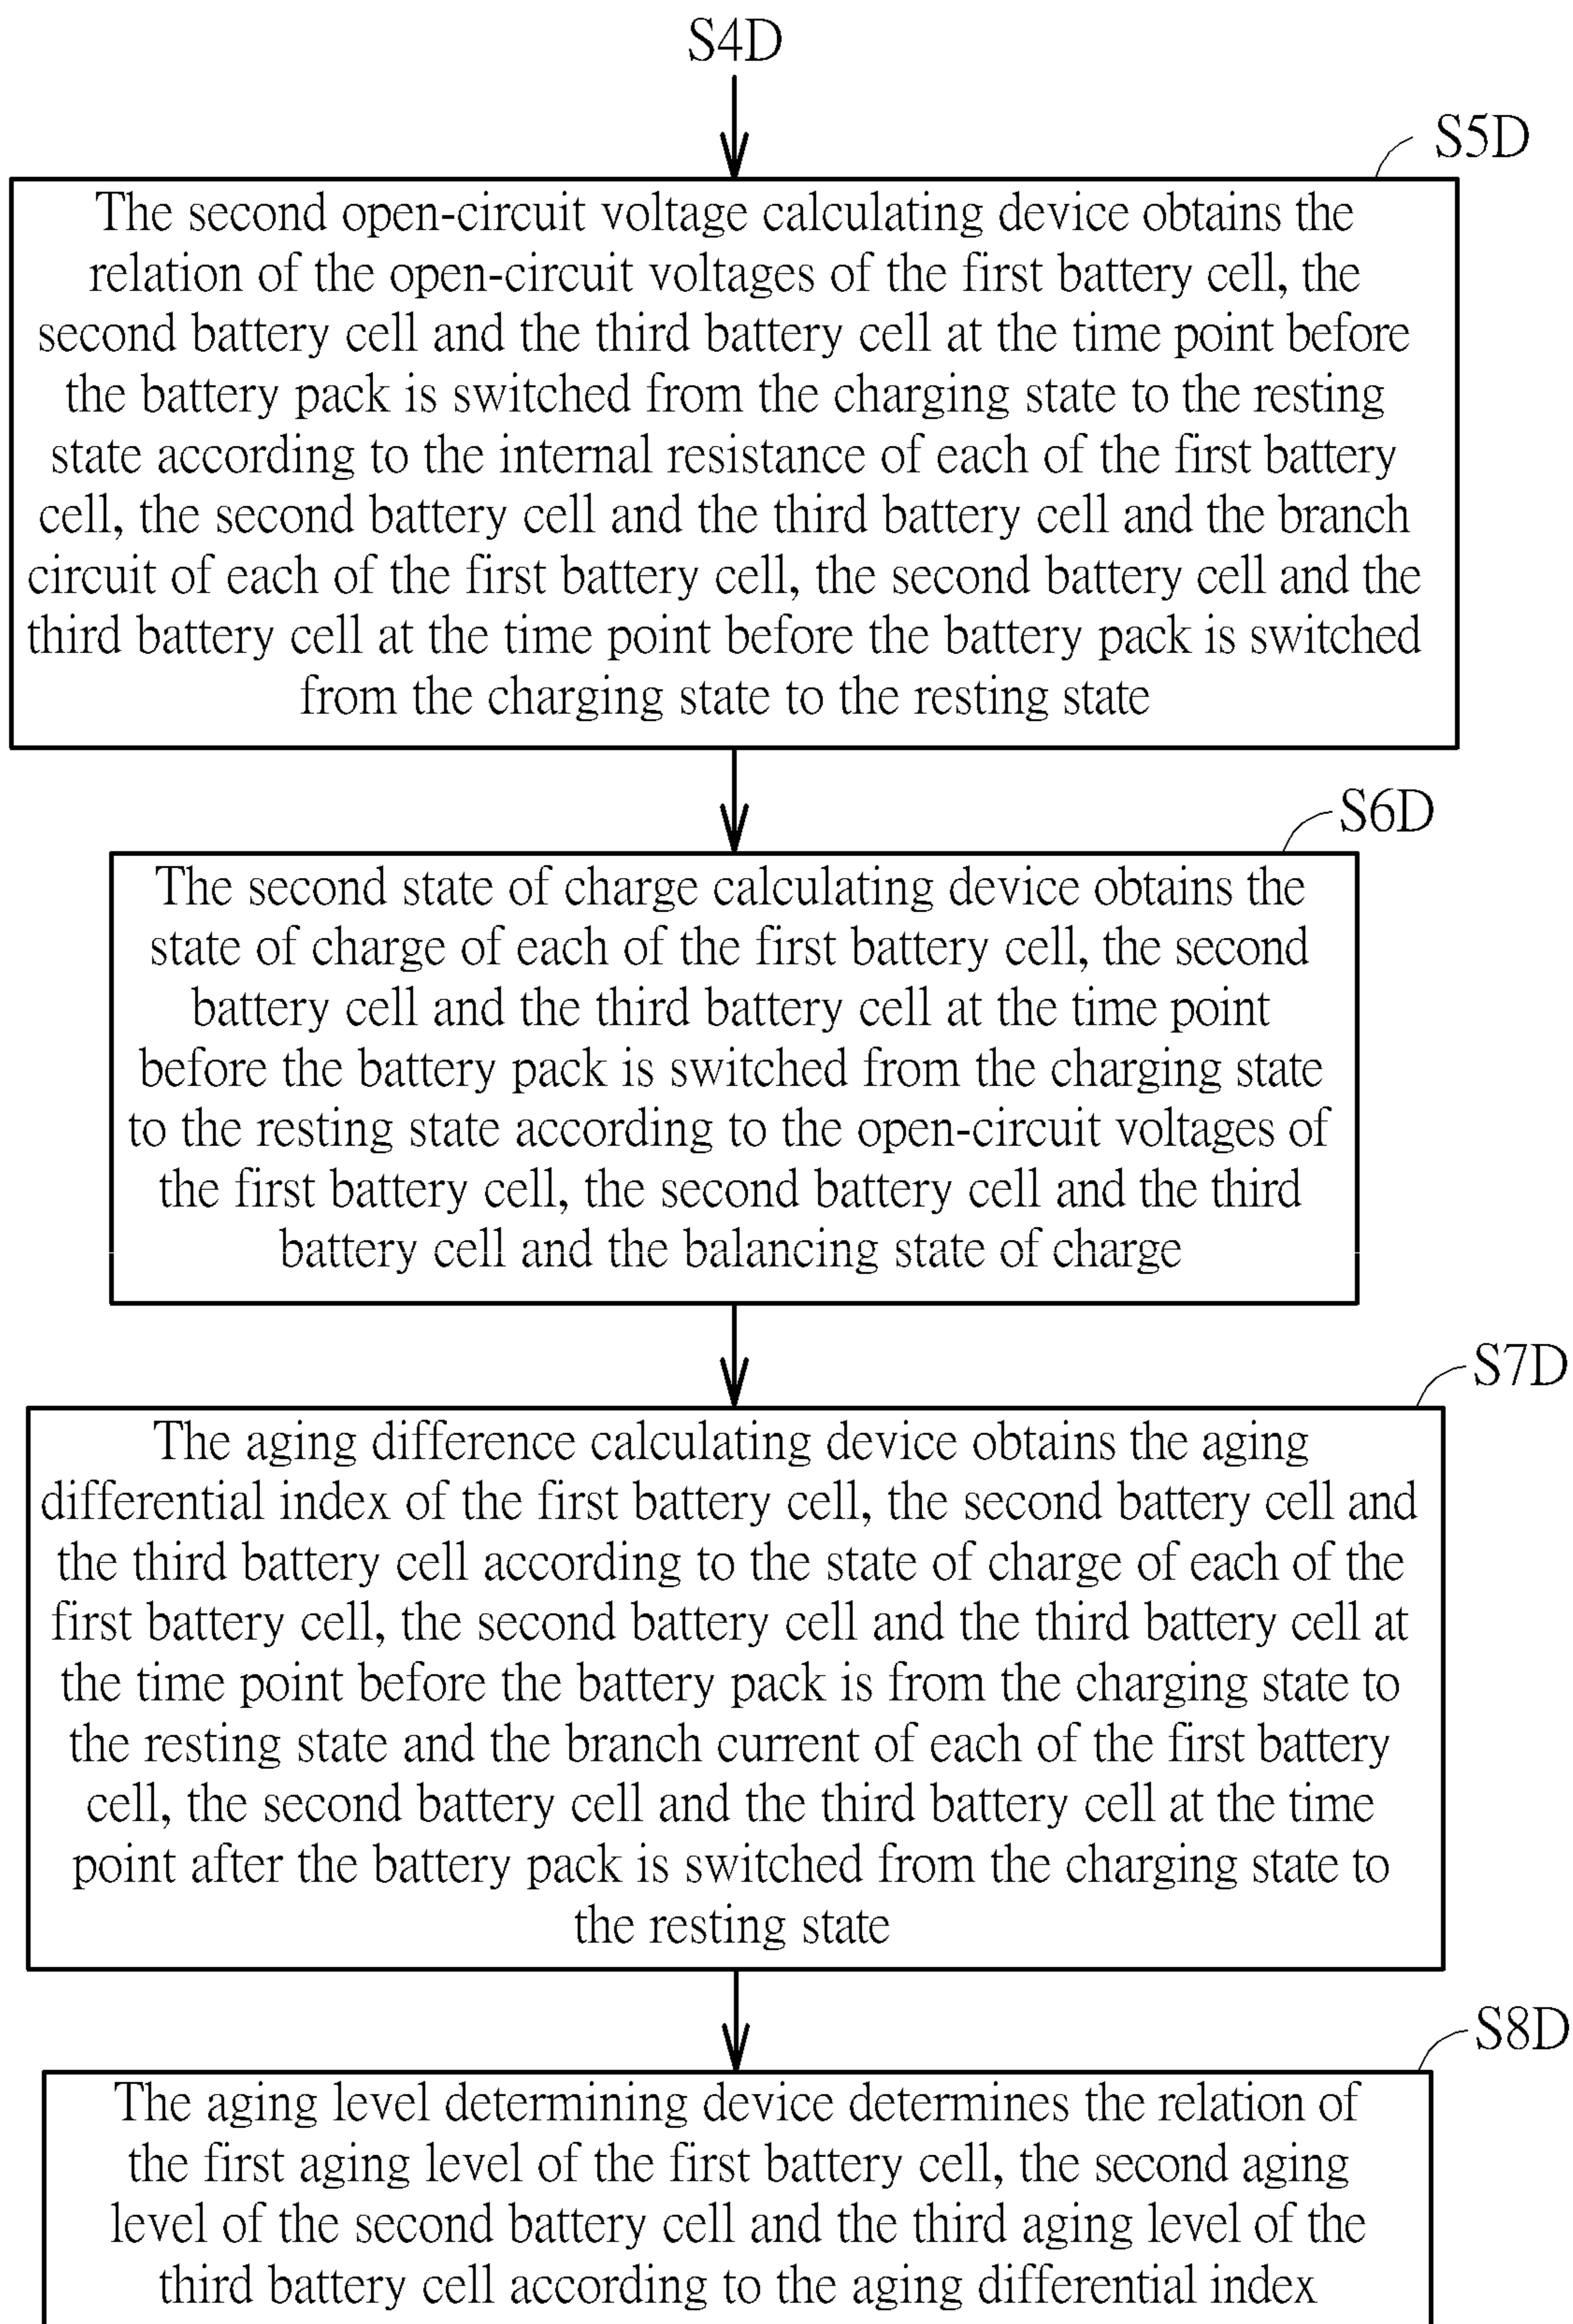 S4D
S5D
The second open-circuit voltage calculating device obtains the
relation of the open-circuit voltages of the first battery cell, the
second battery cell and the third battery cell at the time point before
the battery pack is switched from the charging state to the resting
state according to the internal resistance of each of the first battery
cell, the second battery cell and the third battery cell and the branch
circuit of each of the first battery cell, the second battery cell and the
third battery cell at the time point before the battery pack is switched
from the charging state to the resting state
S6D
The second state of charge calculating device obtains the
state of charge of each of the first battery cell, the second
battery cell and the third battery cell at the time point
before the battery pack is switched from the charging state
to the resting state according to the open-circuit voltages of
the first battery cell, the second battery cell and the third
battery cell and the balancing state of charge
S7D
The aging difference calculating device obtains the aging
differential index of the first battery cell, the second battery cell and
the third battery cell according to the state of charge of each of the
first battery cell, the second battery cell and the third battery cell at
the time point before the battery pack is from the charging state to
the resting state and the branch current of each of the first battery
cell, the second battery cell and the third battery cell at the time
point after the battery pack is switched from the charging state to
the resting state
S8D
The aging level determining device determines the relation of
the first aging level of the first battery cell, the second aging
level of the second battery cell and the third aging level of the
third battery cell according to the aging differential index